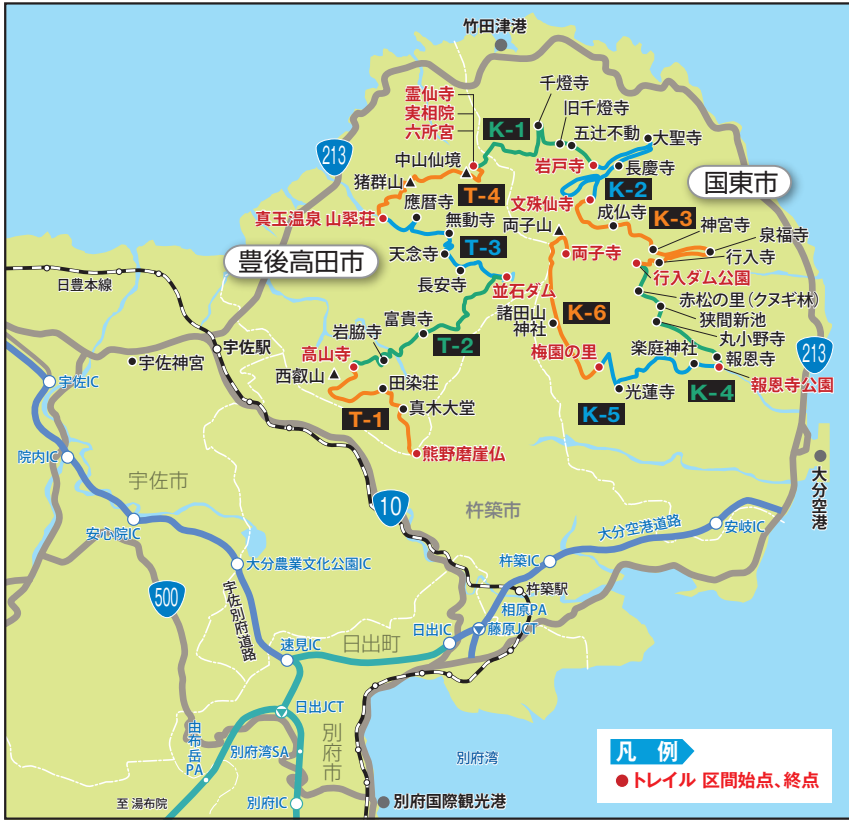 竹田津港
千燈寺
旧千燈寺
五辻不動
大聖寺
霊仙寺
実相院
六所宮
K-1
213
中山仙境
岩戸寺
長慶寺
K-2
国東市
猪群山
T-4
文殊仙寺
成仏寺
K-3
神宮寺
泉福寺
應暦寺
真玉温泉 山翠荘
無動寺
両子山
T-3
天念寺
両子寺
行入寺
行入ダム公園
豊後高田市
長安寺
並石ダム
赤松の里(クヌギ林)
日豊本線
諸田山
神社
K-6
狭間新池
富貴寺
岩脇寺
丸小野寺
T-2
楽庭神社
報恩寺
213
宇佐駅
宇佐神宮
高山寺
梅園の里
西叡山
田染荘
光蓮寺
K-4
報恩寺公園
宇佐IC
T-1
真木大堂
K-5
熊野磨崖仏
院内IC
宇佐市
大分空港
10
杵築市
安心院IC
大分空港道路
安岐IC
大分農業文化公園IC
杵築IC
500
宇佐別府道路
杵築駅
相原PA
日出IC
藤原JCT
速見IC
日出町
日出JCT
由布岳PA
別府湾SA
別府市
別府湾
凡 例
トレイル 区間始点、終点
至 湯布院
別府IC
別府国際観光港